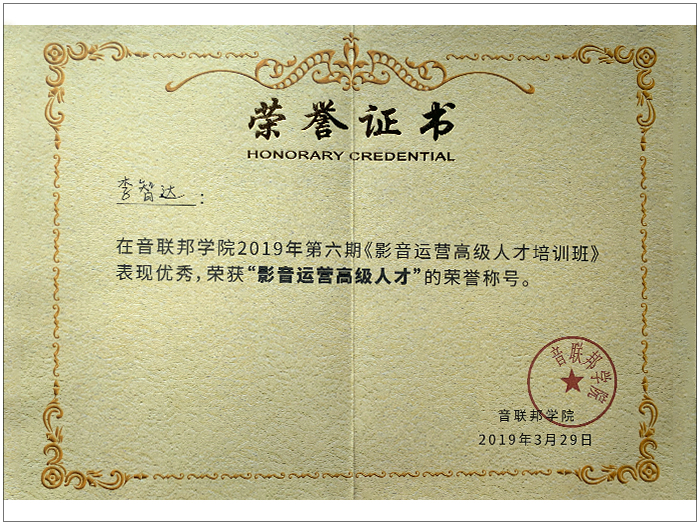 荣誉证书
HONORARY CREDENTIAL
李智达：
在音联邦学院2019年第六期《影音运营高级人才培训班》
表现优秀，荣获“影音运营高级人才”的荣誉称号。
音联邦学院
音联邦学院
2019年3月29日